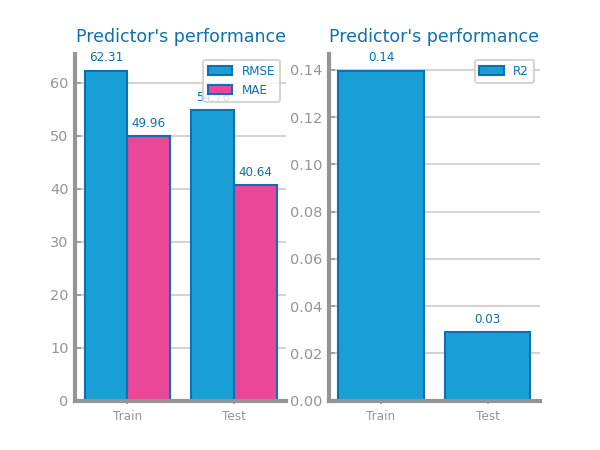 Predictor's performance
62.31
49.96
40.64
RMSE
MAE
60
50
40
30
20
10
0
Train
Test
Predictor's performance
0.14
0.03
R2
0.14
0.12
0.10
0.08
0.06
0.04
0.02
0.00
Train
Test